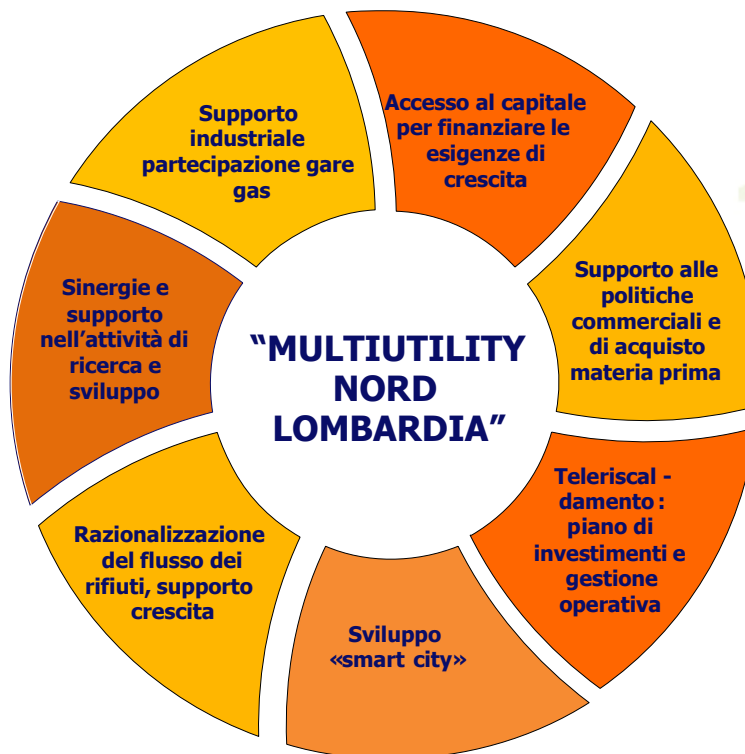 Supporto
industriale
partecipazione gare
gas
Accesso al capitale
per finanziare le
esigenze di
crescita
Supporto alle
politiche
commerciali e
di acquisto
materia prima
Teleriscal -
damento :
piano di
investimenti e
gestione
operativa
Sviluppo
«smart city»
Razionalizzazione
del flusso dei
rifiuti, supporto
crescita
Sinergie e
supporto
nell’attività di
ricerca e
sviluppo
“MULTIUTILITY
NORD
LOMBARDIA”